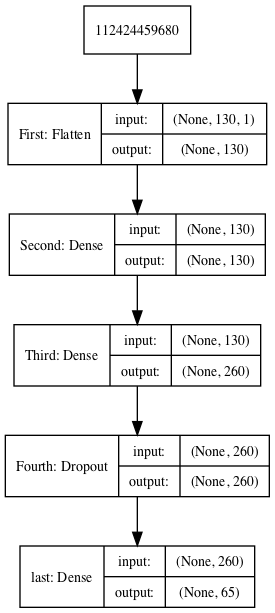 112424459680
First: Flatten
input: (None, 130, 1)
output: (None, 130)
Second: Dense
input: (None, 130)
output: (None, 130)
Third: Dense
input: (None, 130)
output: (None, 260)
Fourth: Dropout
input: (None, 260)
output: (None, 260)
last: Dense
input: (None, 260)
output: (None, 65)